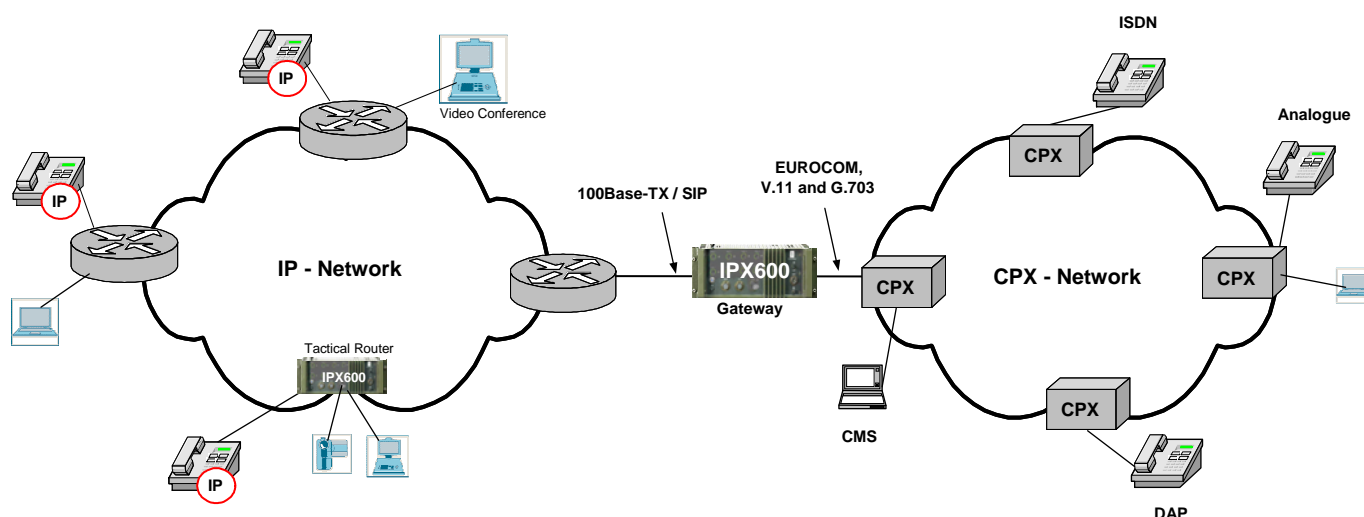 ISDN
IP
Video Conference
Analogue
CPX
EUROCOM,
V.11 and G.703
IP
100Base-TX / SIP
IP - Network
IPX600
Gateway
CPX
CPX - Network
CPX
Tactical Router
IPX600
CMS
CPX
IP
DAP